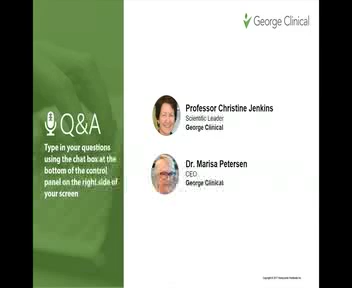 George Clinical
Q&A
Type in your questions
using the chat box at the
bottom of the control
panel on the right side of
your screen
Professor Christine Jenkins
Scientific Leader
George Clinical
Dr. Marisa Petersen
CEO
George Clinical